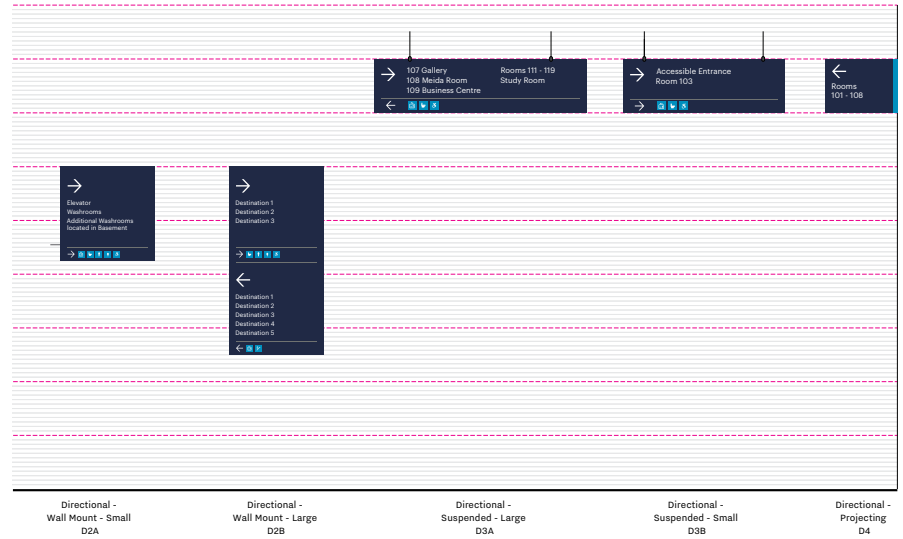 107 Gallery
108 Meida Room
109 Business Centre
Rooms 111 - 119
Study Room
Accessible Entrance
Room 103
Rooms
101 - 108
Elevator
Washrooms
Additional Washrooms
located in Basement
Destination 1
Destination 2
Destination 3
Destination 1
Destination 2
Destination 3
Destination 4
Destination 5
Directional -
Wall Mount - Small
D2A
Directional -
Wall Mount - Large
D2B
Directional -
Suspended - Large
D3A
Directional -
Suspended - Small
D3B
Directional -
Projecting
D4